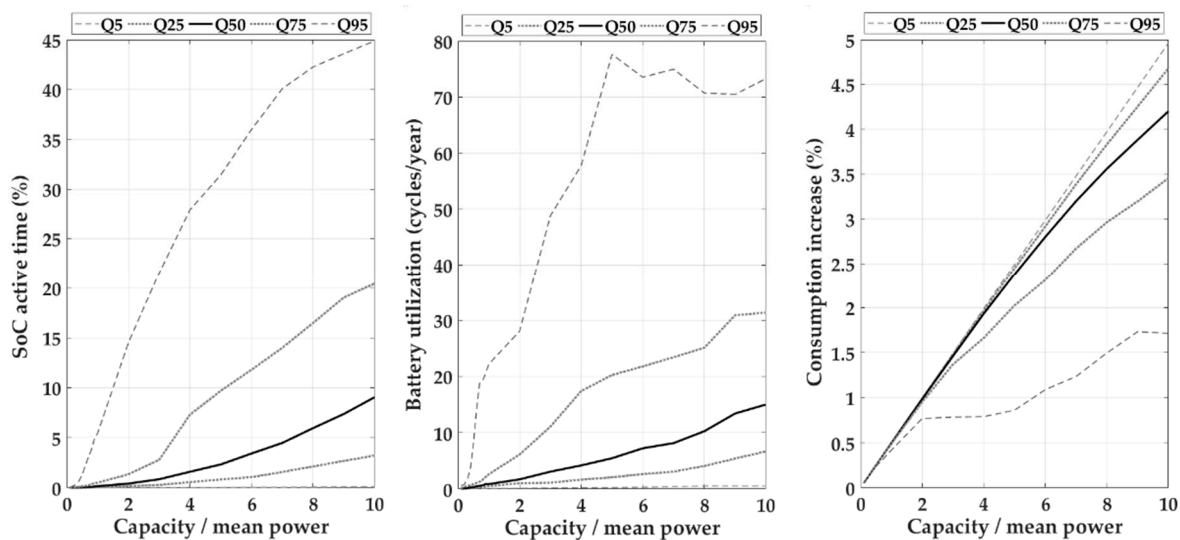 Q5 Q25 Q50 Q75 Q95
45
40
35
30
25
20
15
10
5
0
SoC active time (%)
0 2 4 6 8 10
Capacity / mean power
Q5 Q25 Q50 Q75 Q95
80
70
60
50
40
30
20
10
0
Battery utilization (cycles/year)
0 2 4 6 8 10
Capacity / mean power
Q5 Q25 Q50 Q75 Q95
5
4.5
4
3.5
3
2.5
2
1.5
1
0.5
0
Consumption increase (%)
0 2 4 6 8 10
Capacity / mean power